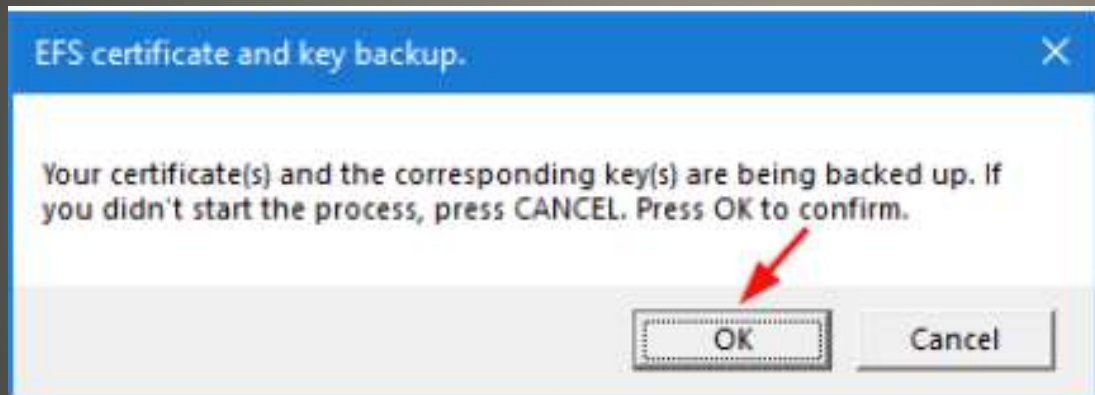 EFS certificate and key backup.
Your certificate(s) and the corresponding key(s) are being backed up. If
you didn't start the process, press CANCEL. Press OK to confirm.
OK
Cancel